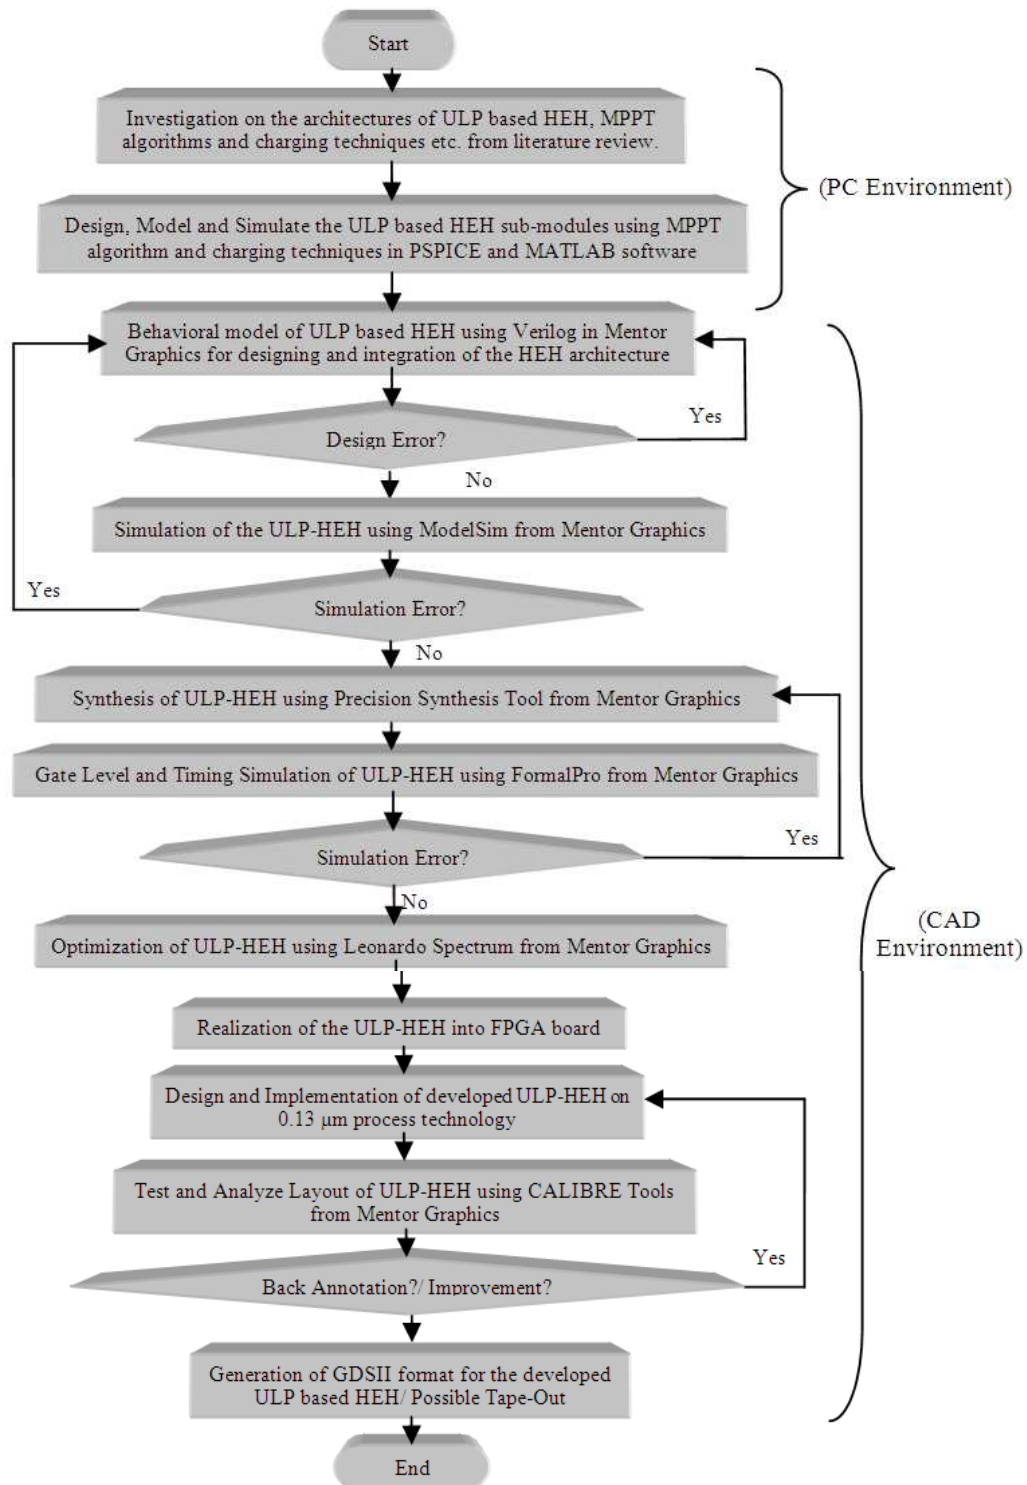 Start
Investigation on the architectures of ULP based HEH, MPPT
algorithms and charging techniques etc. from literature review.
(PC Environment)
Design, Model and Simulate the ULP based HEH sub-modules using MPPT
algorithm and charging techniques in PSPICE and MATLAB software
Behavioral model of ULP based HEH using Verilog in Mentor
Graphics for designing and integration of the HEH architecture
Yes
Design Error?
No
Simulation of the ULP-HEH using ModelSim from Mentor Graphics
Yes
Simulation Error?
No
Synthesis of ULP-HEH using Precision Synthesis Tool from Mentor Graphics
Gate Level and Timing Simulation of ULP-HEH using FormalPro from Mentor Graphics
Yes
Simulation Error?
No
(CAD
Environment)
Optimization of ULP-HEH using Leonardo Spectrum from Mentor Graphics
Realization of the ULP-HEH into FPGA board
Design and Implementation of developed ULP-HEH on
0.13 µm process technology
Test and Analyze Layout of ULP-HEH using CALIBRE Tools
from Mentor Graphics
Yes
Back Annotation?/ Improvement?
Generation of GDSII format for the developed
ULP based HEH/ Possible Tape-Out
End